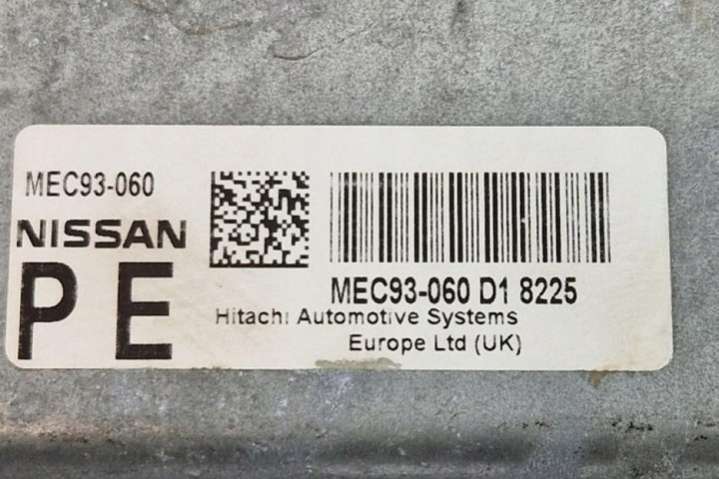 MEC93-060
NISSAN
PE
MEC93-060 D1 8225
Hitachi Automotive Systems
Europe Ltd (UK)